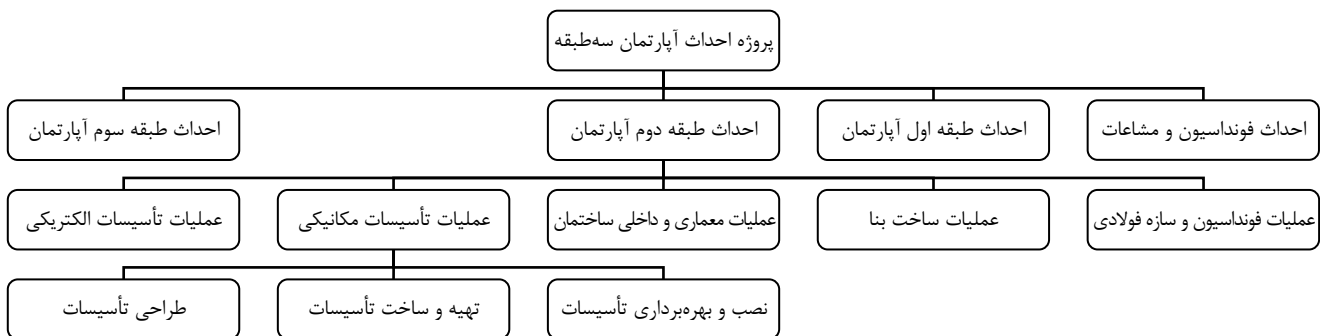 پروژه احداث آپارتمان سه‌طبقه
احداث فونداسیون و مشاعات
احداث طبقه اول آپارتمان
احداث طبقه دوم آپارتمان
احداث طبقه سوم آپارتمان
عملیات فونداسیون و سازه فولادی
عملیات ساخت بنا
عملیات معماری و داخلی ساختمان
عملیات تأسیسات مکانیکی
عملیات تأسیسات الکتریکی
نصب و بهره‌برداری تأسیسات
تهیه و ساخت تأسیسات
طراحی تأسیسات